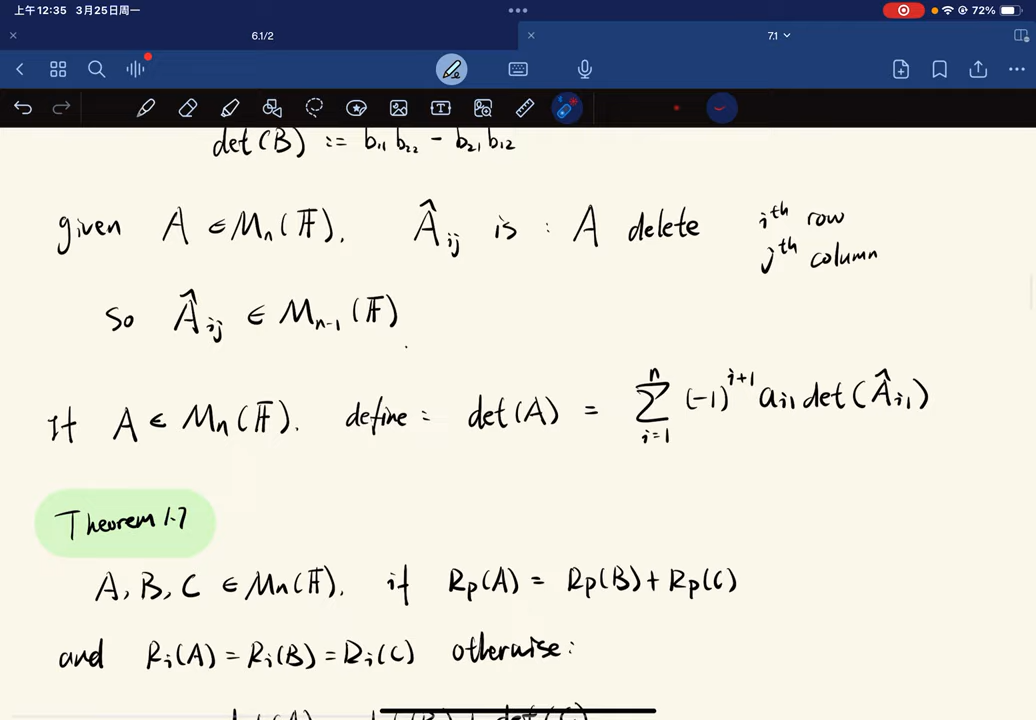 上午12:35 3月25日周一
72%
6.1/2
7.1
det(B) := b₁₁ b₂₂ - b₂₁ b₁₂
given A ∈ Mₙ(𝔽). Âᵢⱼ is : A delete iᵗʰ row
jᵗʰ column
So Âᵢⱼ ∈ Mₙ₋₁(𝔽)
If A ∈ Mₙ(𝔽). define : det(A) = ∑ᵢ₌₁ⁿ (-1)ⁱ⁺¹ aᵢ₁ det(Âᵢ₁)
Theorem 1.7
A, B, C ∈ Mₙ(𝔽). if Rₚ(A) = Rₚ(B) + Rₚ(C)
and Rᵢ(A) = Rᵢ(B) = Rᵢ(C) otherwise: